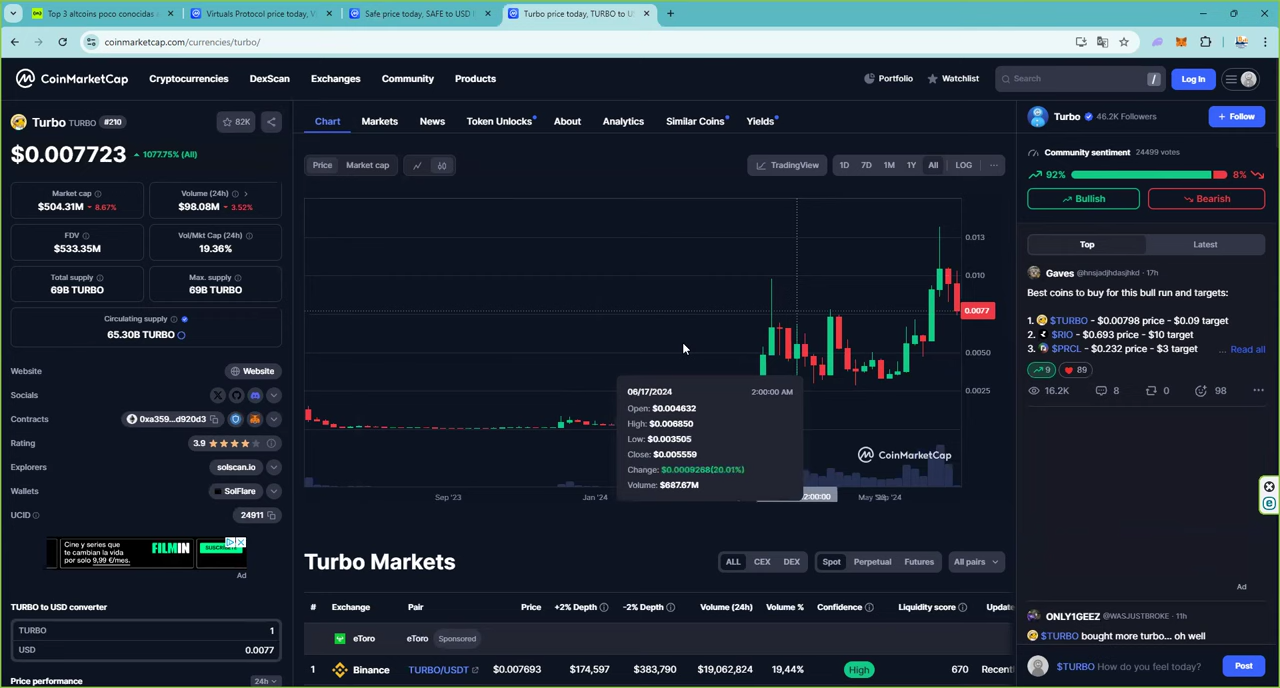 Top 3 altcoins poco conocidas
Virtuals Protocol price today, V
Safe price today, SAFE to USD
Turbo price today, TURBO to U
coinmarketcap.com/currencies/turbo/
CoinMarketCap
Cryptocurrencies
DexScan
Exchanges
Community
Products
Portfolio
Watchlist
Search
/
Log In
Turbo TURBO #210
82K
$0.007723
1077.75% (All)
Market cap
$504.31M 8.67%
Volume (24h)
$98.08M 3.52%
FDV
$533.35M
Vol/Mkt Cap (24h)
19.36%
Total supply
69B TURBO
Max. supply
69B TURBO
Circulating supply
65.30B TURBO
Website
Website
Socials
Contracts
0xa359...d920d3
Rating
3.9
Explorers
solscan.io
Wallets
SolFlare
UCID
24911
Cine y series que
te cambian la vida
por solo 9,99 €/mes.
FILMIN
Ad
TURBO to USD converter
TURBO
1
USD
0.0077
Price performance
24h
Chart
Markets
News
Token Unlocks
About
Analytics
Similar Coins
Yields
Price
Market cap
TradingView
1D
7D
1M
1Y
All
LOG
0.013
0.010
0.0077
0.0050
0.0025
06/17/2024
2:00:00 AM
Open: $0.004632
High: $0.006850
Low: $0.003505
Close: $0.005559
Change: $0.0009268(20.01%)
Volume: $687.67M
CoinMarketCap
Sep '23
Jan '24
2:00:00
May
'24
Turbo Markets
ALL
CEX
DEX
Spot
Perpetual
Futures
All pairs
#
Exchange
Pair
Price
+2% Depth
-2% Depth
Volume (24h)
Volume %
Confidence
Liquidity score
Update
eToro
eToro
Sponsored
1
Binance
TURBO/USDT
$0.007693
$174,597
$383,790
$19,062,824
19,44%
High
670
Recent
Turbo
46.2K Followers
+ Follow
Community sentiment
24499 votes
92%
8%
Bullish
Bearish
Top
Latest
Gaves @hnsjadjhdasjhkd · 17h
Best coins to buy for this bull run and targets:
1. $TURBO - $0.00798 price - $0.09 target
2. $RIO - $0.693 price - $10 target
3. $PRCL - $0.232 price - $3 target
... Read all
9
89
16.2K
8
0
98
Ad
ONLY1GEEZ @WASJUSTBROKE · 11h
$TURBO bought more turbo... oh well
$TURBO How do you feel today?
Post